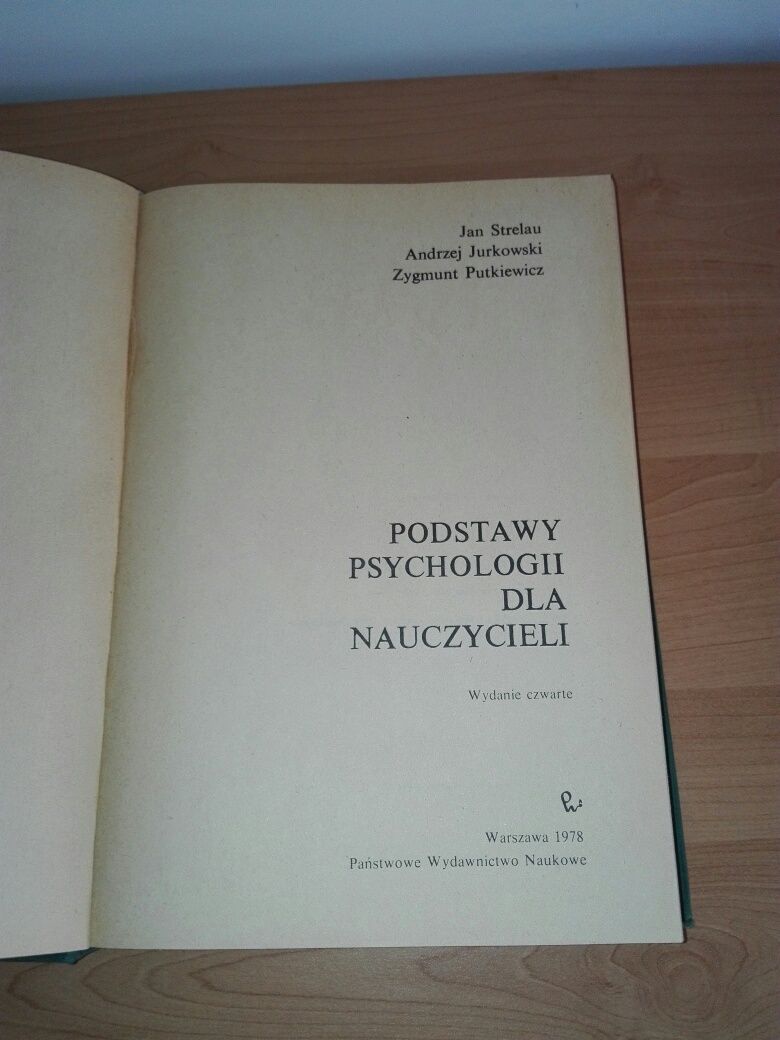 Jan Strelau
Andrzej Jurkowski
Zygmunt Putkiewicz
PODSTAWY
PSYCHOLOGII
DLA
NAUCZYCIELI
Wydanie czwarte
Warszawa 1978
Państwowe Wydawnictwo Naukowe